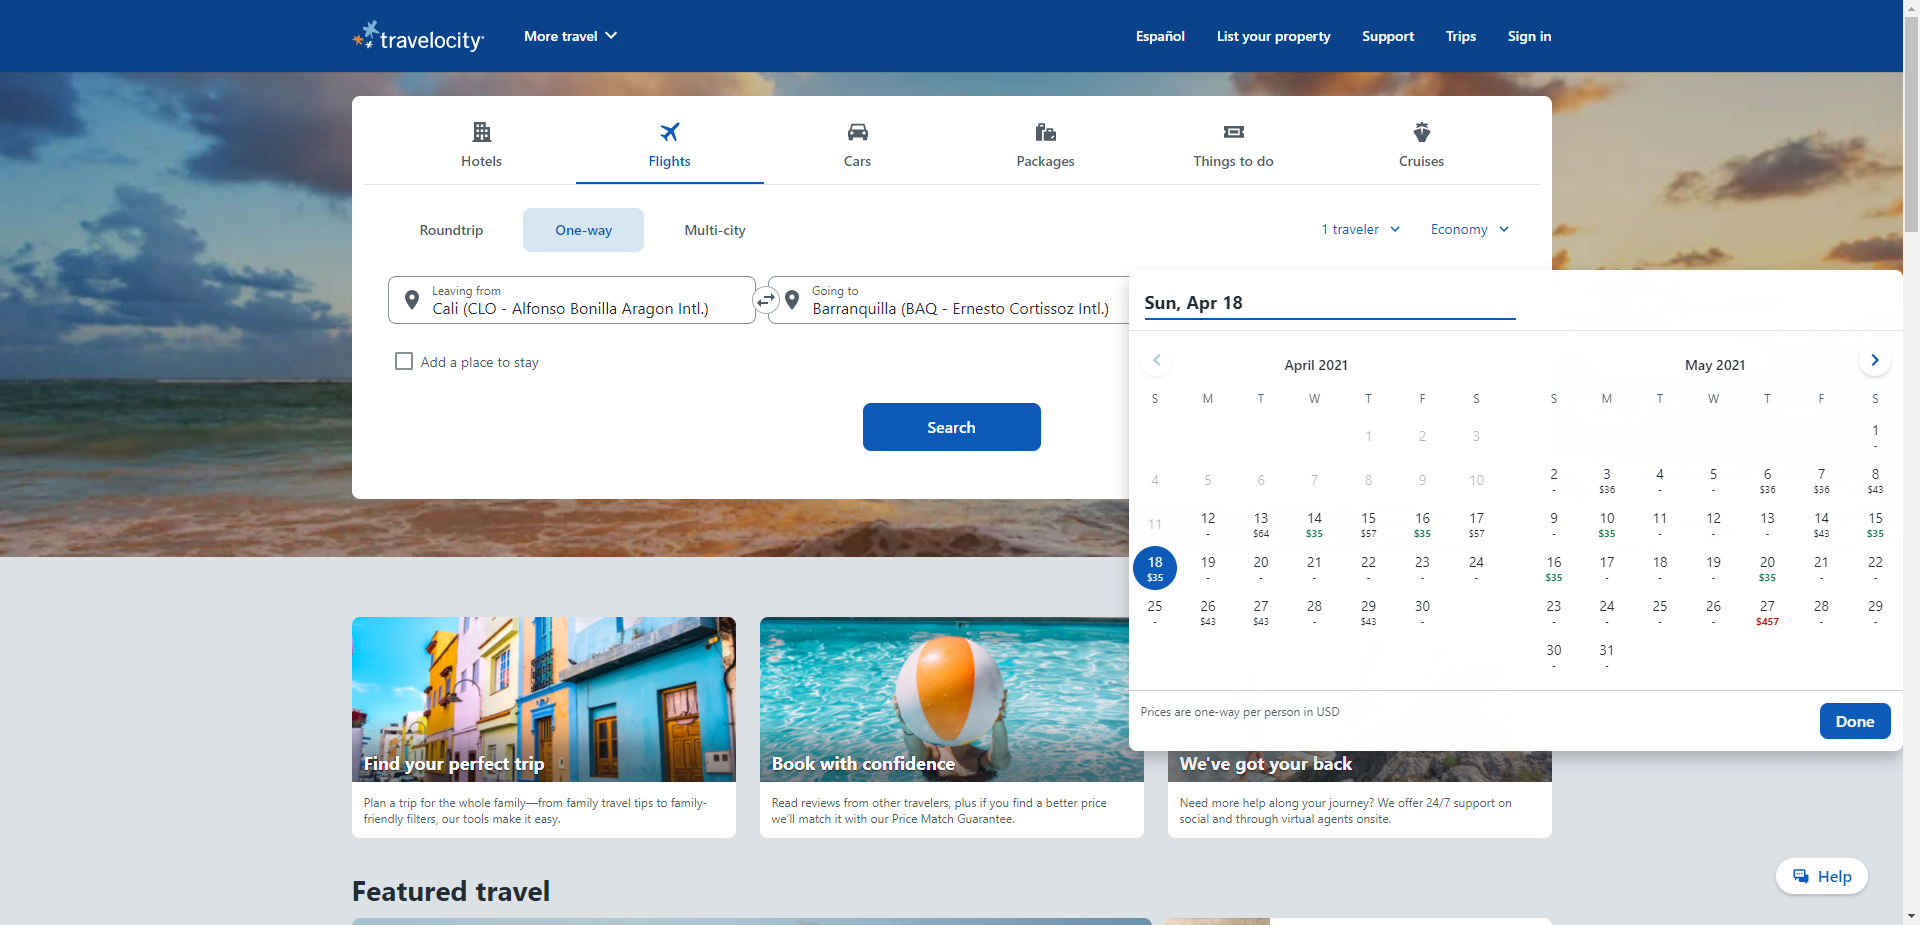 travelocity
More travel
Español
List your property
Support
Trips
Sign in
Hotels
Flights
Cars
Packages
Things to do
Cruises
Roundtrip
One-way
Multi-city
1 traveler
Economy
Leaving from
Cali (CLO - Alfonso Bonilla Aragon Intl.)
Going to
Barranquilla (BAQ - Ernesto Cortissoz Intl.)
Add a place to stay
Search
Sun, Apr 18
April 2021
S M T W T F S
1 2 3
4 5 6 7 8 9 10
11 12 13 14 15 16 17
- $64 $35 $57 $35 $57
18 19 20 21 22 23 24
$35 - - - - - -
25 26 27 28 29 30
- $43 $43 - $43 -
May 2021
S M T W T F S
1
-
2 3 4 5 6 7 8
- $36 - - $36 $36 $43
9 10 11 12 13 14 15
- $35 - - - $43 $35
16 17 18 19 20 21 22
$35 - - - $35 - -
23 24 25 26 27 28 29
- - - - $457 - -
30 31
- -
Prices are one-way per person in USD
Done
Find your perfect trip
Plan a trip for the whole family—from family travel tips to family-
friendly filters, our tools make it easy.
Book with confidence
Read reviews from other travelers, plus if you find a better price
we'll match it with our Price Match Guarantee.
We've got your back
Need more help along your journey? We offer 24/7 support on
social and through virtual agents onsite.
Featured travel
Help